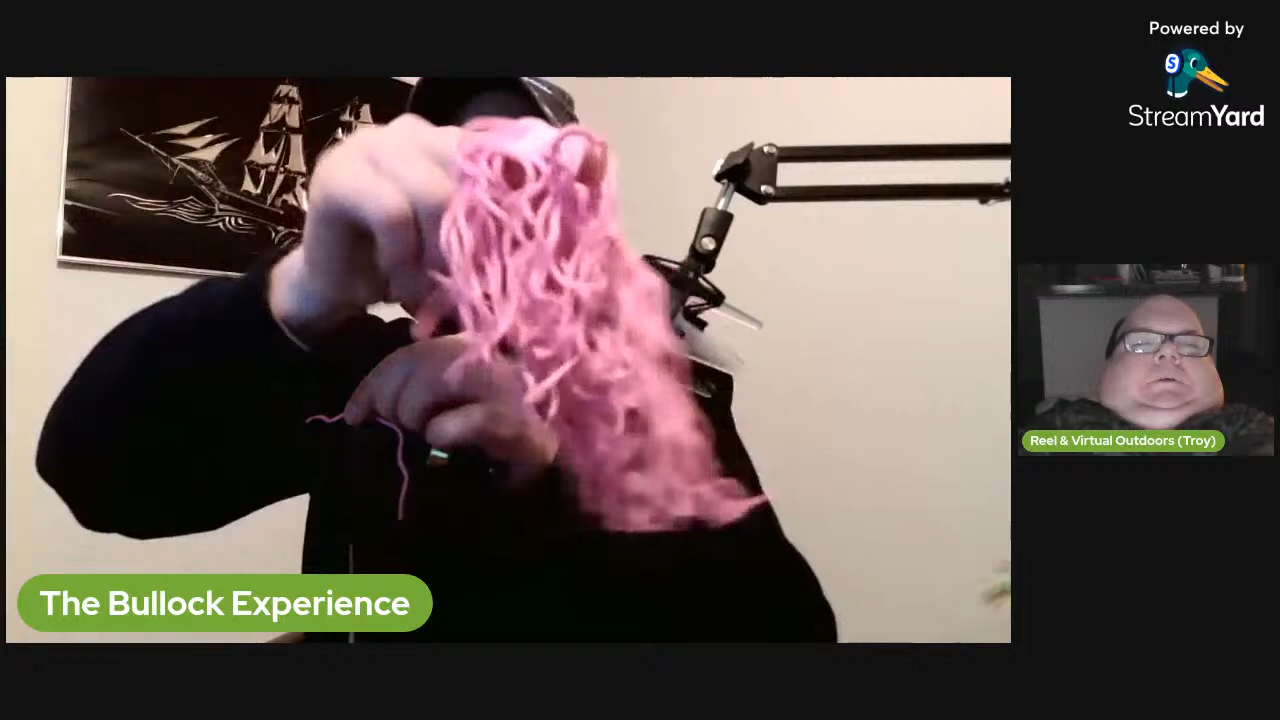 Powered by
S
StreamYard
Reel & Virtual Outdoors (Troy)
The Bullock Experience